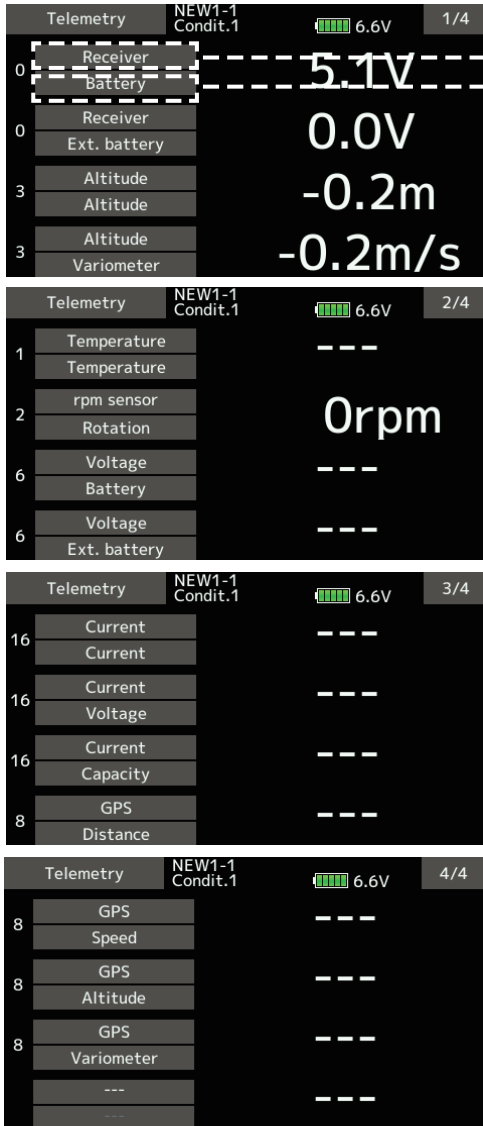 Telemetry NEW1-1 Condit.1 6.6V 1/4
0 Receiver Battery 5.1V
0 Receiver Ext. battery 0.0V
3 Altitude Altitude -0.2m
3 Altitude Variometer -0.2m/s
Telemetry NEW1-1 Condit.1 6.6V 2/4
1 Temperature Temperature ---
2 rpm sensor Rotation 0rpm
6 Voltage Battery ---
6 Voltage Ext. battery ---
Telemetry NEW1-1 Condit.1 6.6V 3/4
16 Current Current ---
16 Current Voltage ---
16 Current Capacity ---
8 GPS Distance ---
Telemetry NEW1-1 Condit.1 6.6V 4/4
8 GPS Speed ---
8 GPS Altitude ---
8 GPS Variometer ---
--- --- ---